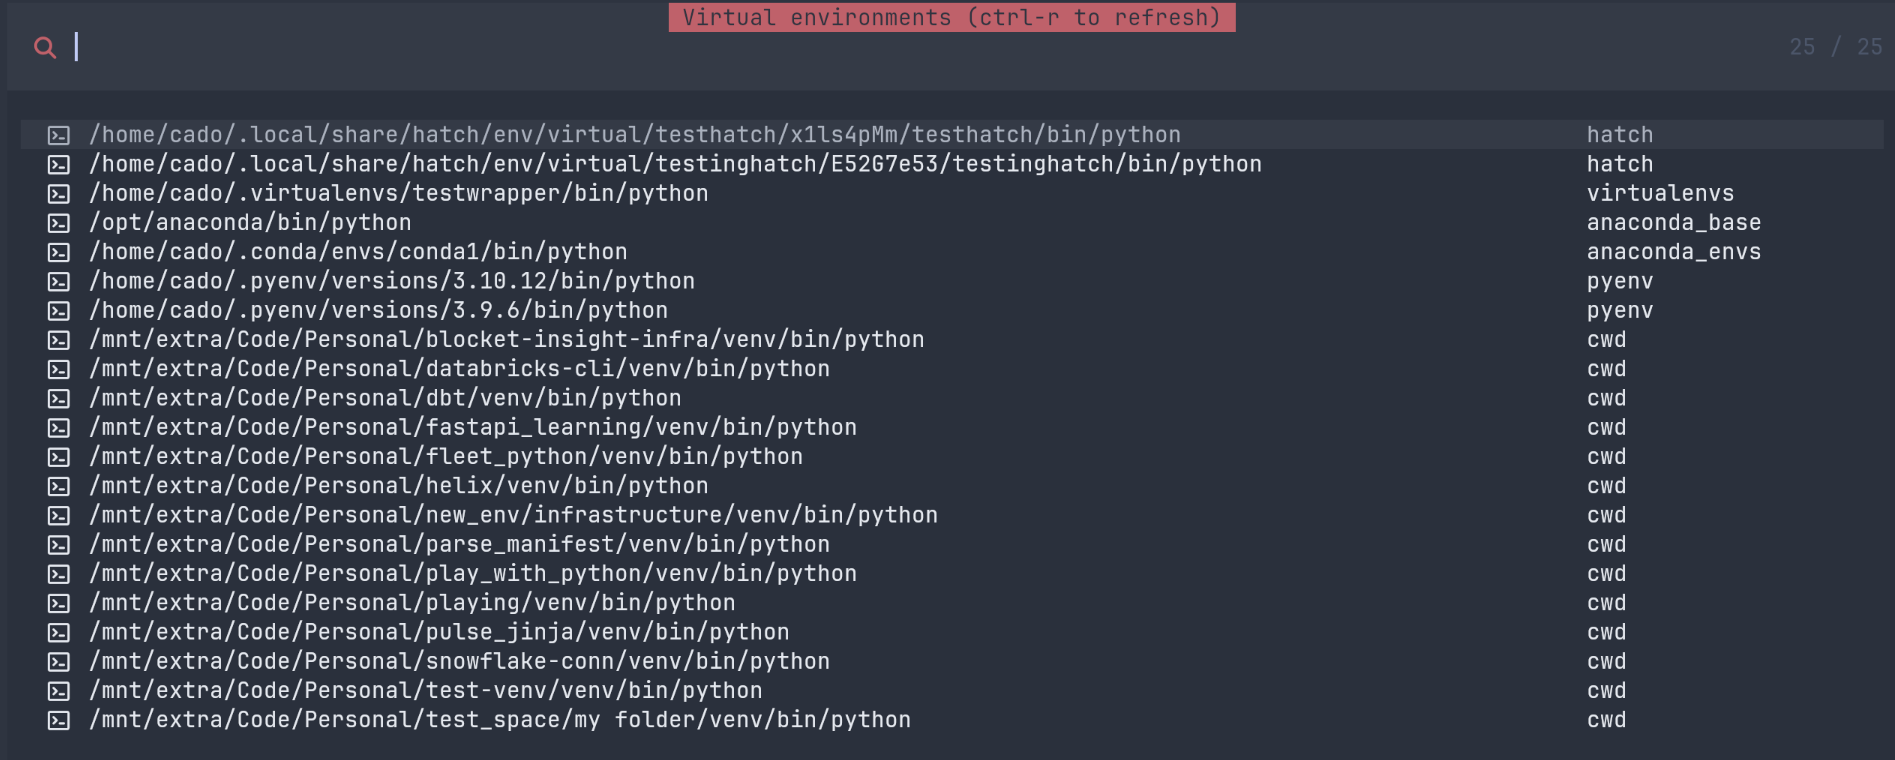 Virtual environments (ctrl-r to refresh)
25 / 25
/home/cado/.local/share/hatch/env/virtual/testhatch/x1ls4pMm/testhatch/bin/python hatch
/home/cado/.local/share/hatch/env/virtual/testinghatch/E52G7e53/testinghatch/bin/python hatch
/home/cado/.virtualenvs/testwrapper/bin/python virtualenvs
/opt/anaconda/bin/python anaconda_base
/home/cado/.conda/envs/conda1/bin/python anaconda_envs
/home/cado/.pyenv/versions/3.10.12/bin/python pyenv
/home/cado/.pyenv/versions/3.9.6/bin/python pyenv
/mnt/extra/Code/Personal/blocket-insight-infra/venv/bin/python cwd
/mnt/extra/Code/Personal/databricks-cli/venv/bin/python cwd
/mnt/extra/Code/Personal/dbt/venv/bin/python cwd
/mnt/extra/Code/Personal/fastapi_learning/venv/bin/python cwd
/mnt/extra/Code/Personal/fleet_python/venv/bin/python cwd
/mnt/extra/Code/Personal/helix/venv/bin/python cwd
/mnt/extra/Code/Personal/new_env/infrastructure/venv/bin/python cwd
/mnt/extra/Code/Personal/parse_manifest/venv/bin/python cwd
/mnt/extra/Code/Personal/play_with_python/venv/bin/python cwd
/mnt/extra/Code/Personal/playing/venv/bin/python cwd
/mnt/extra/Code/Personal/pulse_jinja/venv/bin/python cwd
/mnt/extra/Code/Personal/snowflake-conn/venv/bin/python cwd
/mnt/extra/Code/Personal/test-venv/venv/bin/python cwd
/mnt/extra/Code/Personal/test_space/my folder/venv/bin/python cwd